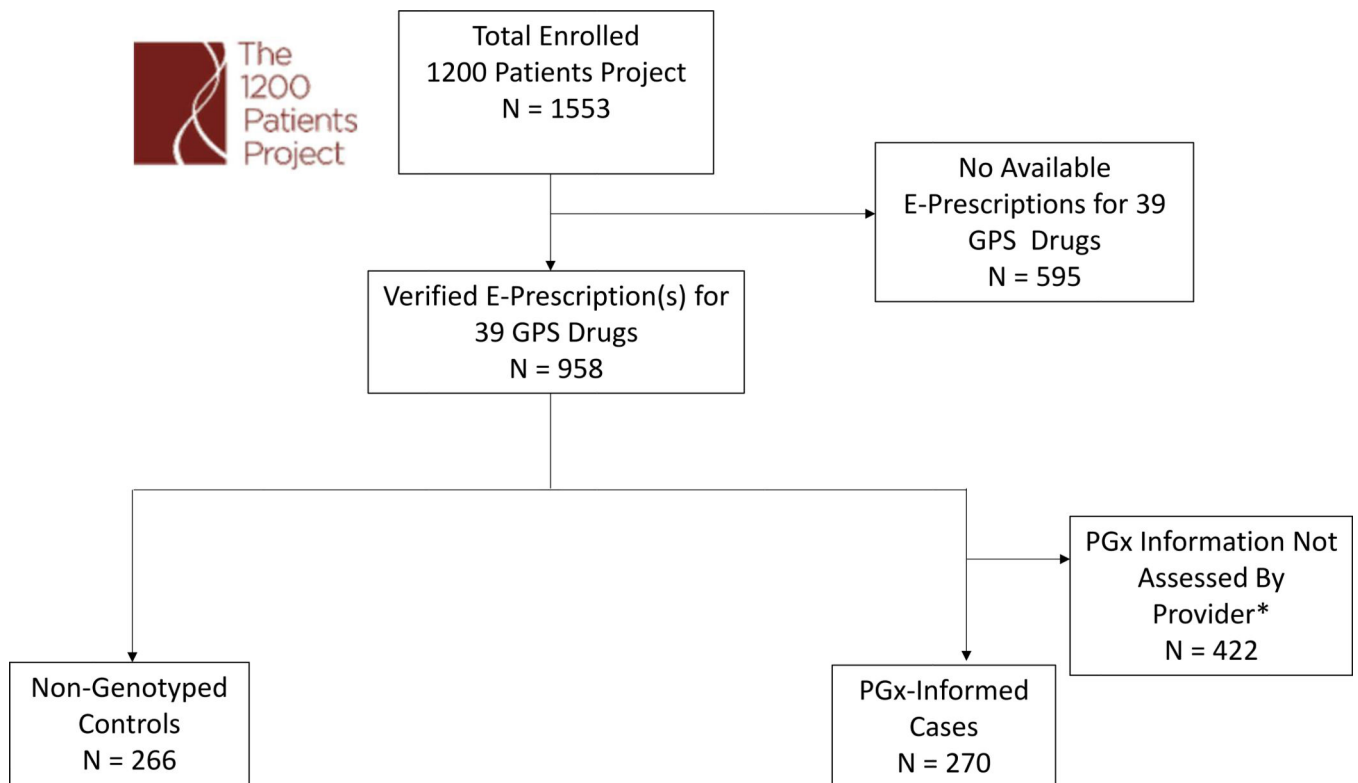 The
1200
Patients
Project
Total Enrolled
1200 Patients Project
N = 1553
No Available
E-Prescriptions for 39
GPS Drugs
N = 595
Verified E-Prescription(s) for
39 GPS Drugs
N = 958
PGx Information Not
Assessed By
Provider*
N = 422
Non-Genotyped
Controls
N = 266
PGx-Informed
Cases
N = 270